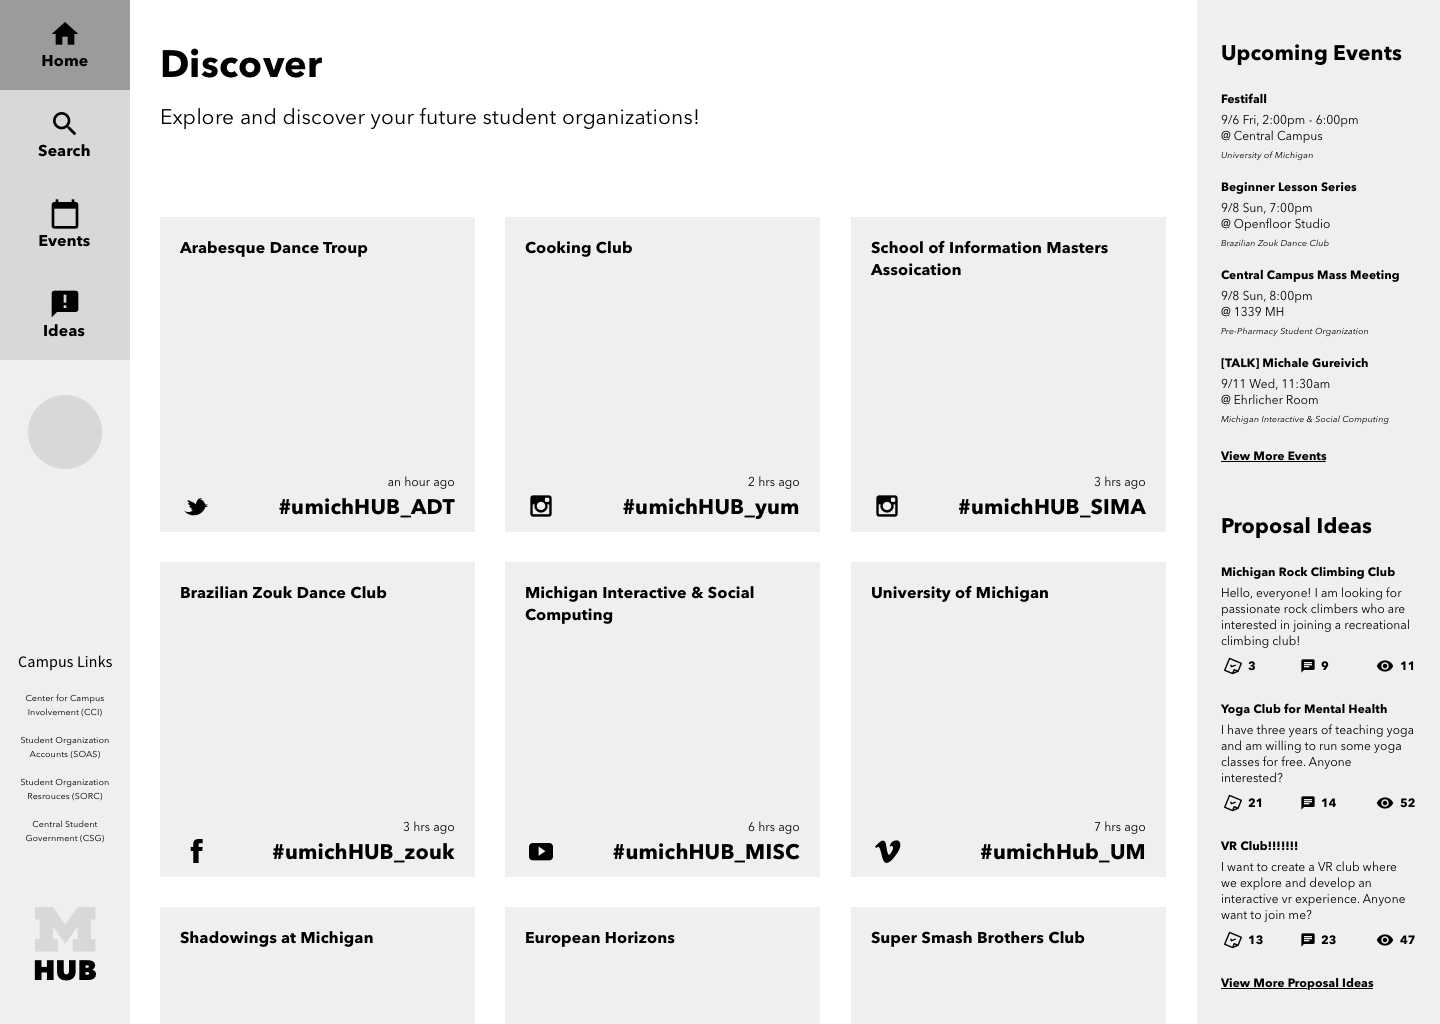 Home
Search
Events
Ideas
Campus Links
Center for Campus
Involvement (CCI)
Student Organization
Accounts (SOAS)
Student Organization
Resrouces (SORC)
Central Student
Government (CSG)
M
HUB
Discover
Explore and discover your future student organizations!
Arabesque Dance Troup
an hour ago
#umichHUB_ADT
Cooking Club
2 hrs ago
#umichHUB_yum
School of Information Masters
Assoication
3 hrs ago
#umichHUB_SIMA
Brazilian Zouk Dance Club
3 hrs ago
#umichHUB_zouk
Michigan Interactive & Social
Computing
6 hrs ago
#umichHUB_MISC
University of Michigan
7 hrs ago
#umichHub_UM
Shadowings at Michigan
European Horizons
Super Smash Brothers Club
Upcoming Events
Festifall
9/6 Fri, 2:00pm - 6:00pm
@ Central Campus
University of Michigan
Beginner Lesson Series
9/8 Sun, 7:00pm
@ Openfloor Studio
Brazilian Zouk Dance Club
Central Campus Mass Meeting
9/8 Sun, 8:00pm
@ 1339 MH
Pre-Pharmacy Student Organization
[TALK] Michale Gureivich
9/11 Wed, 11:30am
@ Ehrlicher Room
Michigan Interactive & Social Computing
View More Events
Proposal Ideas
Michigan Rock Climbing Club
Hello, everyone! I am looking for
passionate rock climbers who are
interested in joining a recreational
climbing club!
3 9 11
Yoga Club for Mental Health
I have three years of teaching yoga
and am willing to run some yoga
classes for free. Anyone
interested?
21 14 52
VR Club!!!!!!!
I want to create a VR club where
we explore and develop an
interactive vr experience. Anyone
want to join me?
13 23 47
View More Proposal Ideas